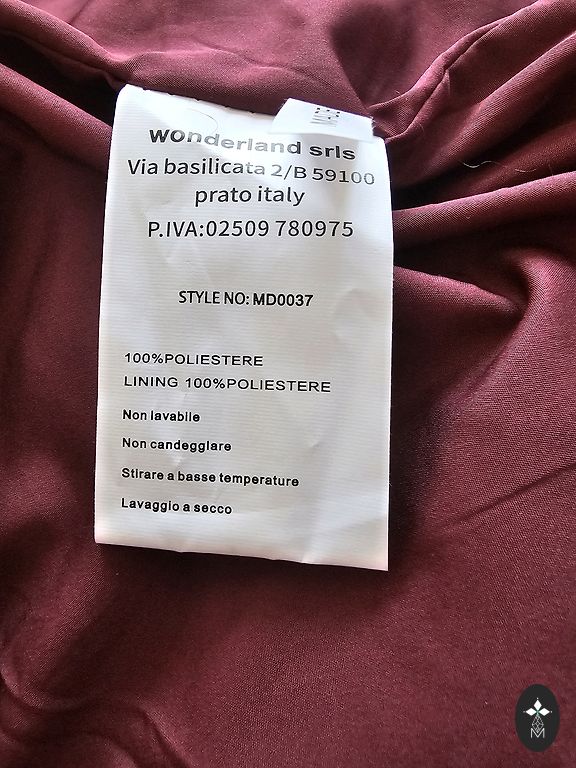 wonderland srls
Via basilicata 2/B 59100
prato italy
P.IVA:02509 780975
STYLE NO: MD0037
100%POLIESTERE
LINING 100%POLIESTERE
Non lavabile
Non candeggiare
Stirare a basse temperature
Lavaggio a secco
M